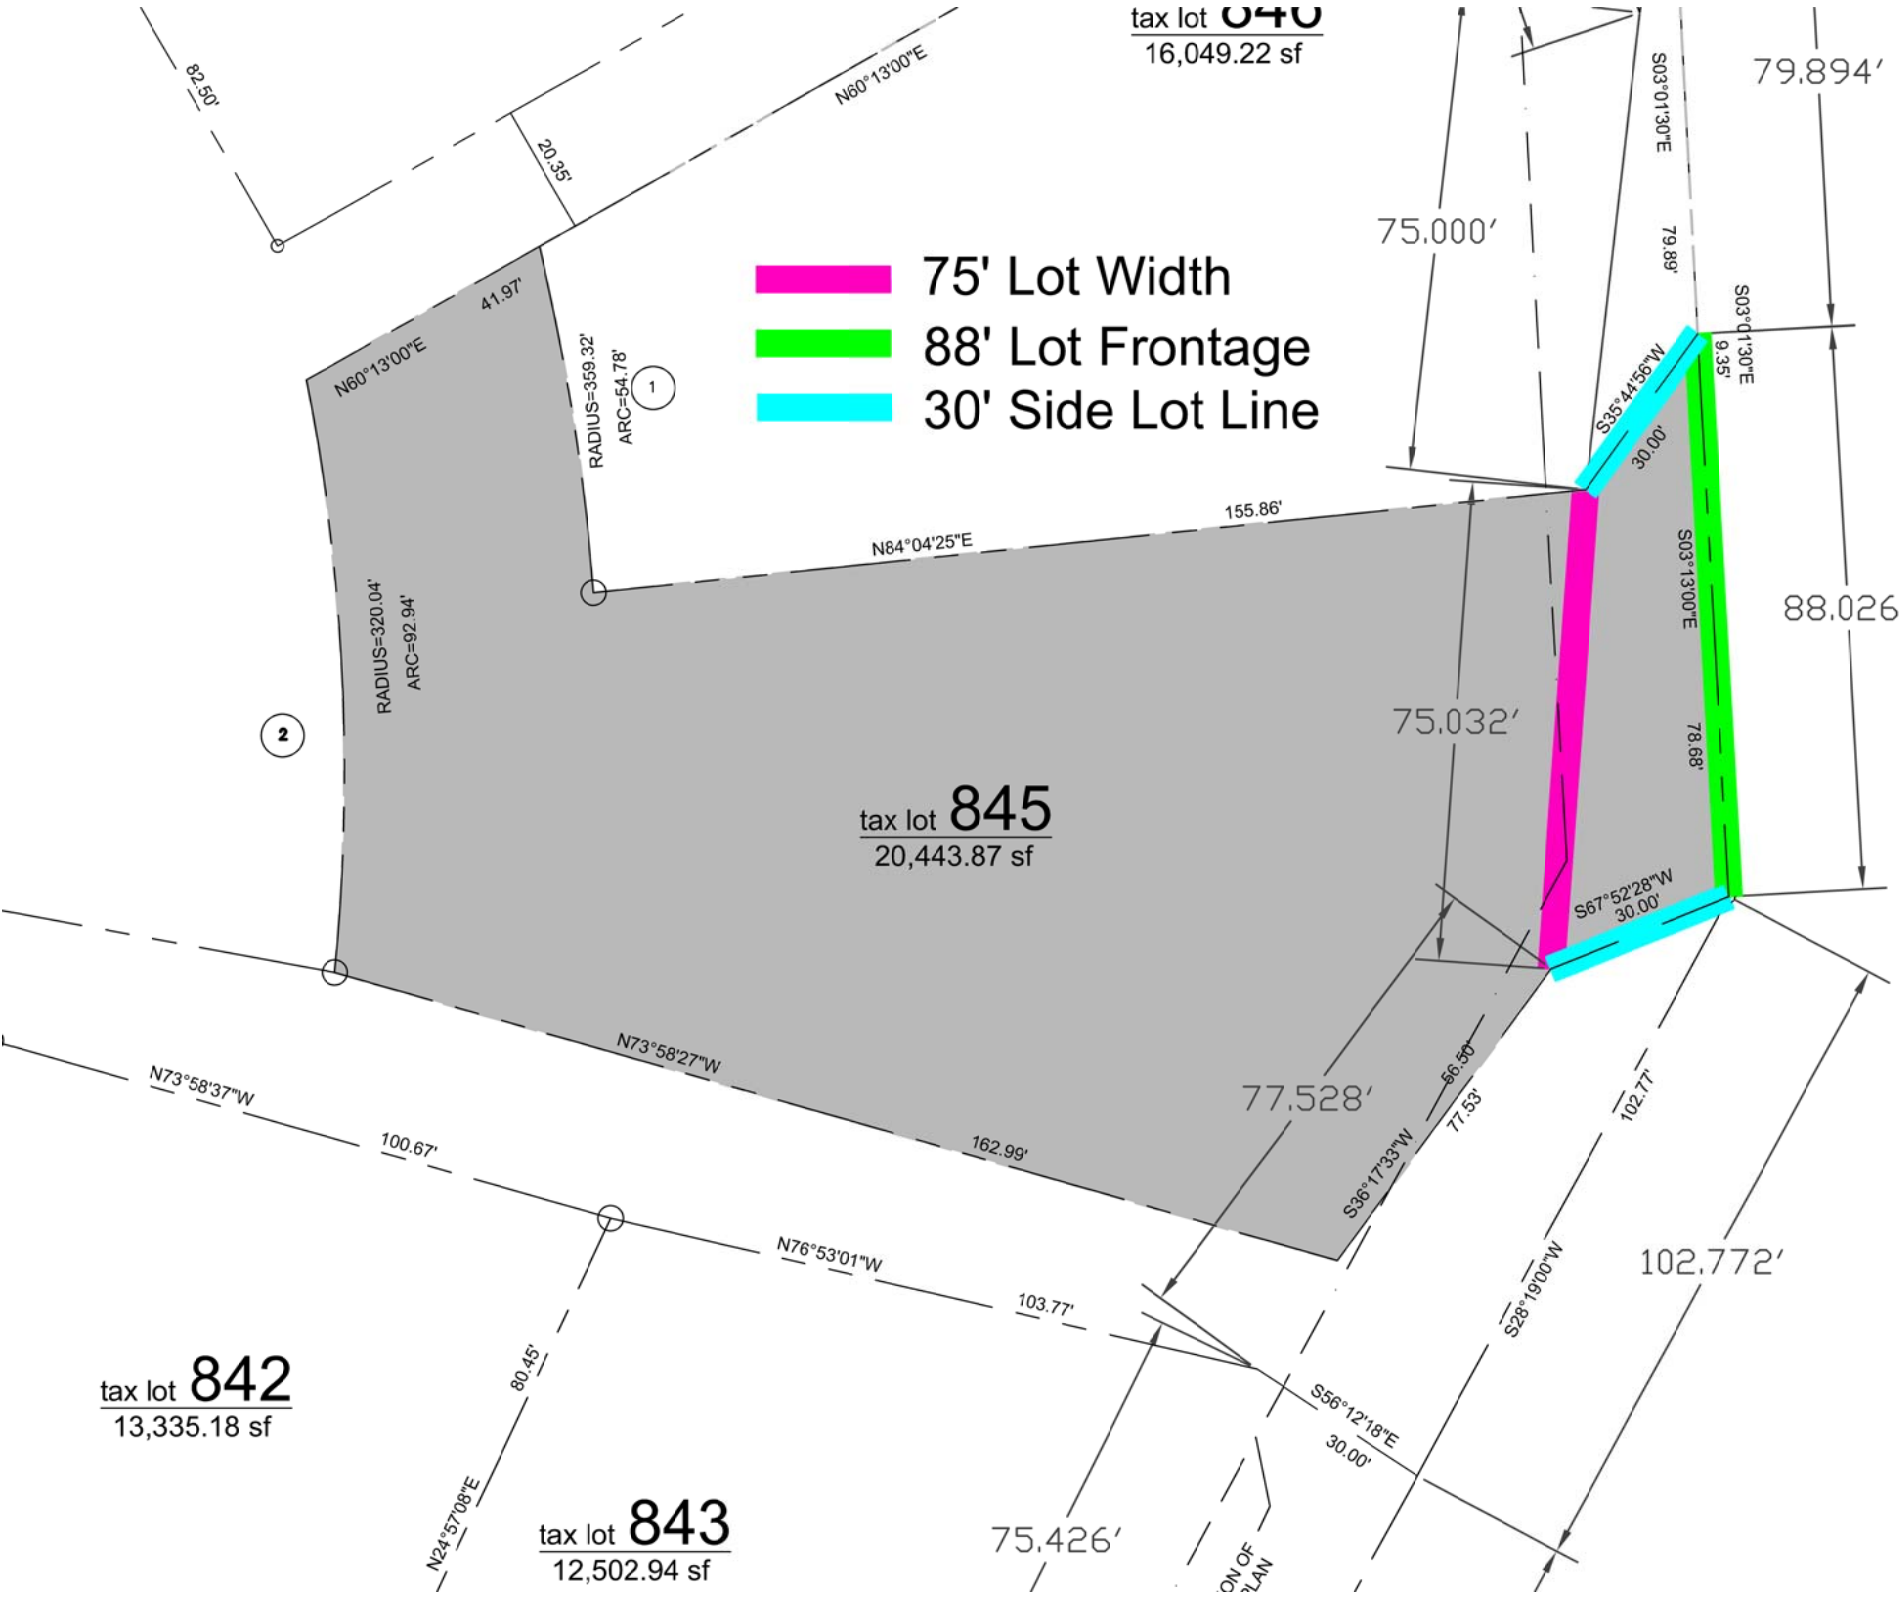 tax lot 846
16,049.22 sf
82.50'
N60°13'00"E
20.35'
S03°01'30"E
79.894'
75.000'
79.89'
75' Lot Width
88' Lot Frontage
30' Side Lot Line
41.97'
N60°13'00"E
RADIUS=359.32'
ARC=54.78'
1
S03°01'30"E
9.35'
S35°44'56"W
30.00'
155.86'
N84°04'25"E
S03°13'00"E
88.026
RADIUS=320.04'
ARC=92.94'
2
75.032'
78.68'
tax lot 845
20,443.87 sf
S67°52'28"W
30.00'
N73°58'27"W
162.99'
56.50'
77.53'
S36°17'33"W
77.528'
102.77'
N73°58'37"W
100.67'
N76°53'01"W
103.77'
S28°19'00"W
102.772'
tax lot 842
13,335.18 sf
80.45'
N24°57'08"E
S56°12'18"E
30.00'
tax lot 843
12,502.94 sf
75.426'
ON OF